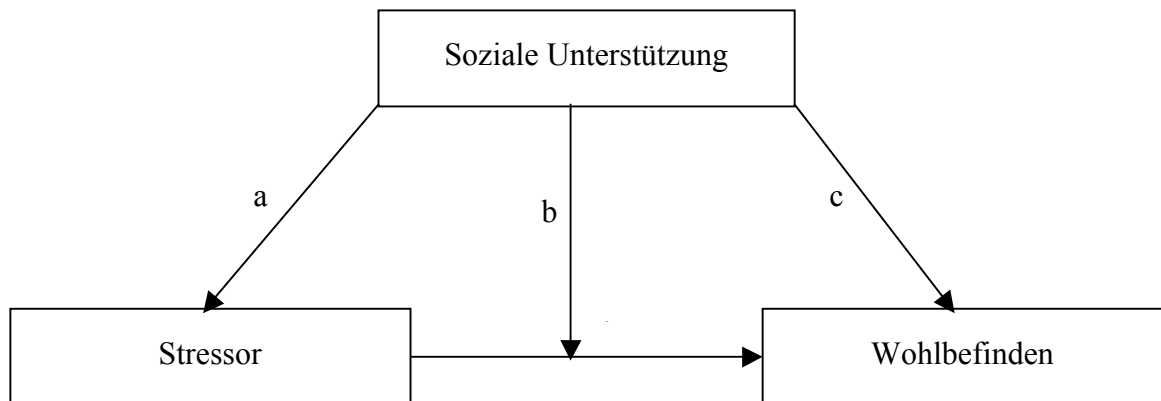 Soziale Unterstützung
a
b
c
Stressor
Wohlbefinden